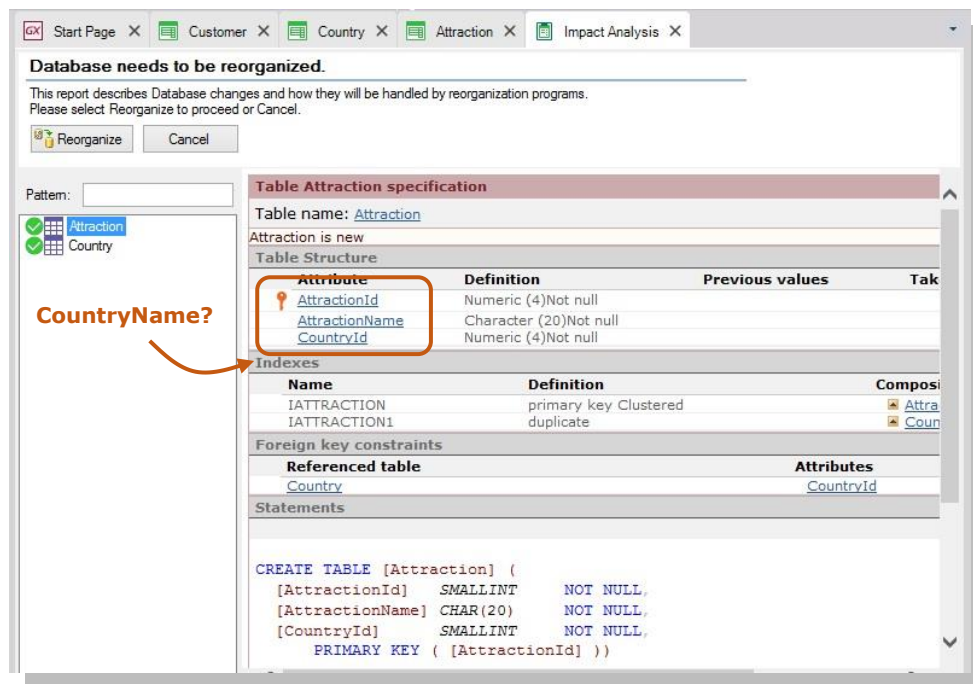 GX Start Page Customer Country Attraction Impact Analysis
Database needs to be reorganized.
This report describes Database changes and how they will be handled by reorganization programs.
Please select Reorganize to proceed or Cancel.
Reorganize Cancel
Pattern:
Attraction
Country
CountryName?
Table Attraction specification
Table name: Attraction
Attraction is new
Table Structure
Attribute Definition Previous values Tak
AttractionId Numeric (4)Not null
AttractionName Character (20)Not null
CountryId Numeric (4)Not null
Indexes
Name Definition Composi
IATTRACTION primary key Clustered Attra
IATTRACTION1 duplicate Coun
Foreign key constraints
Referenced table Attributes
Country CountryId
Statements
CREATE TABLE [Attraction] (
[AttractionId] SMALLINT NOT NULL,
[AttractionName] CHAR(20) NOT NULL,
[CountryId] SMALLINT NOT NULL,
PRIMARY KEY ( [AttractionId] ))